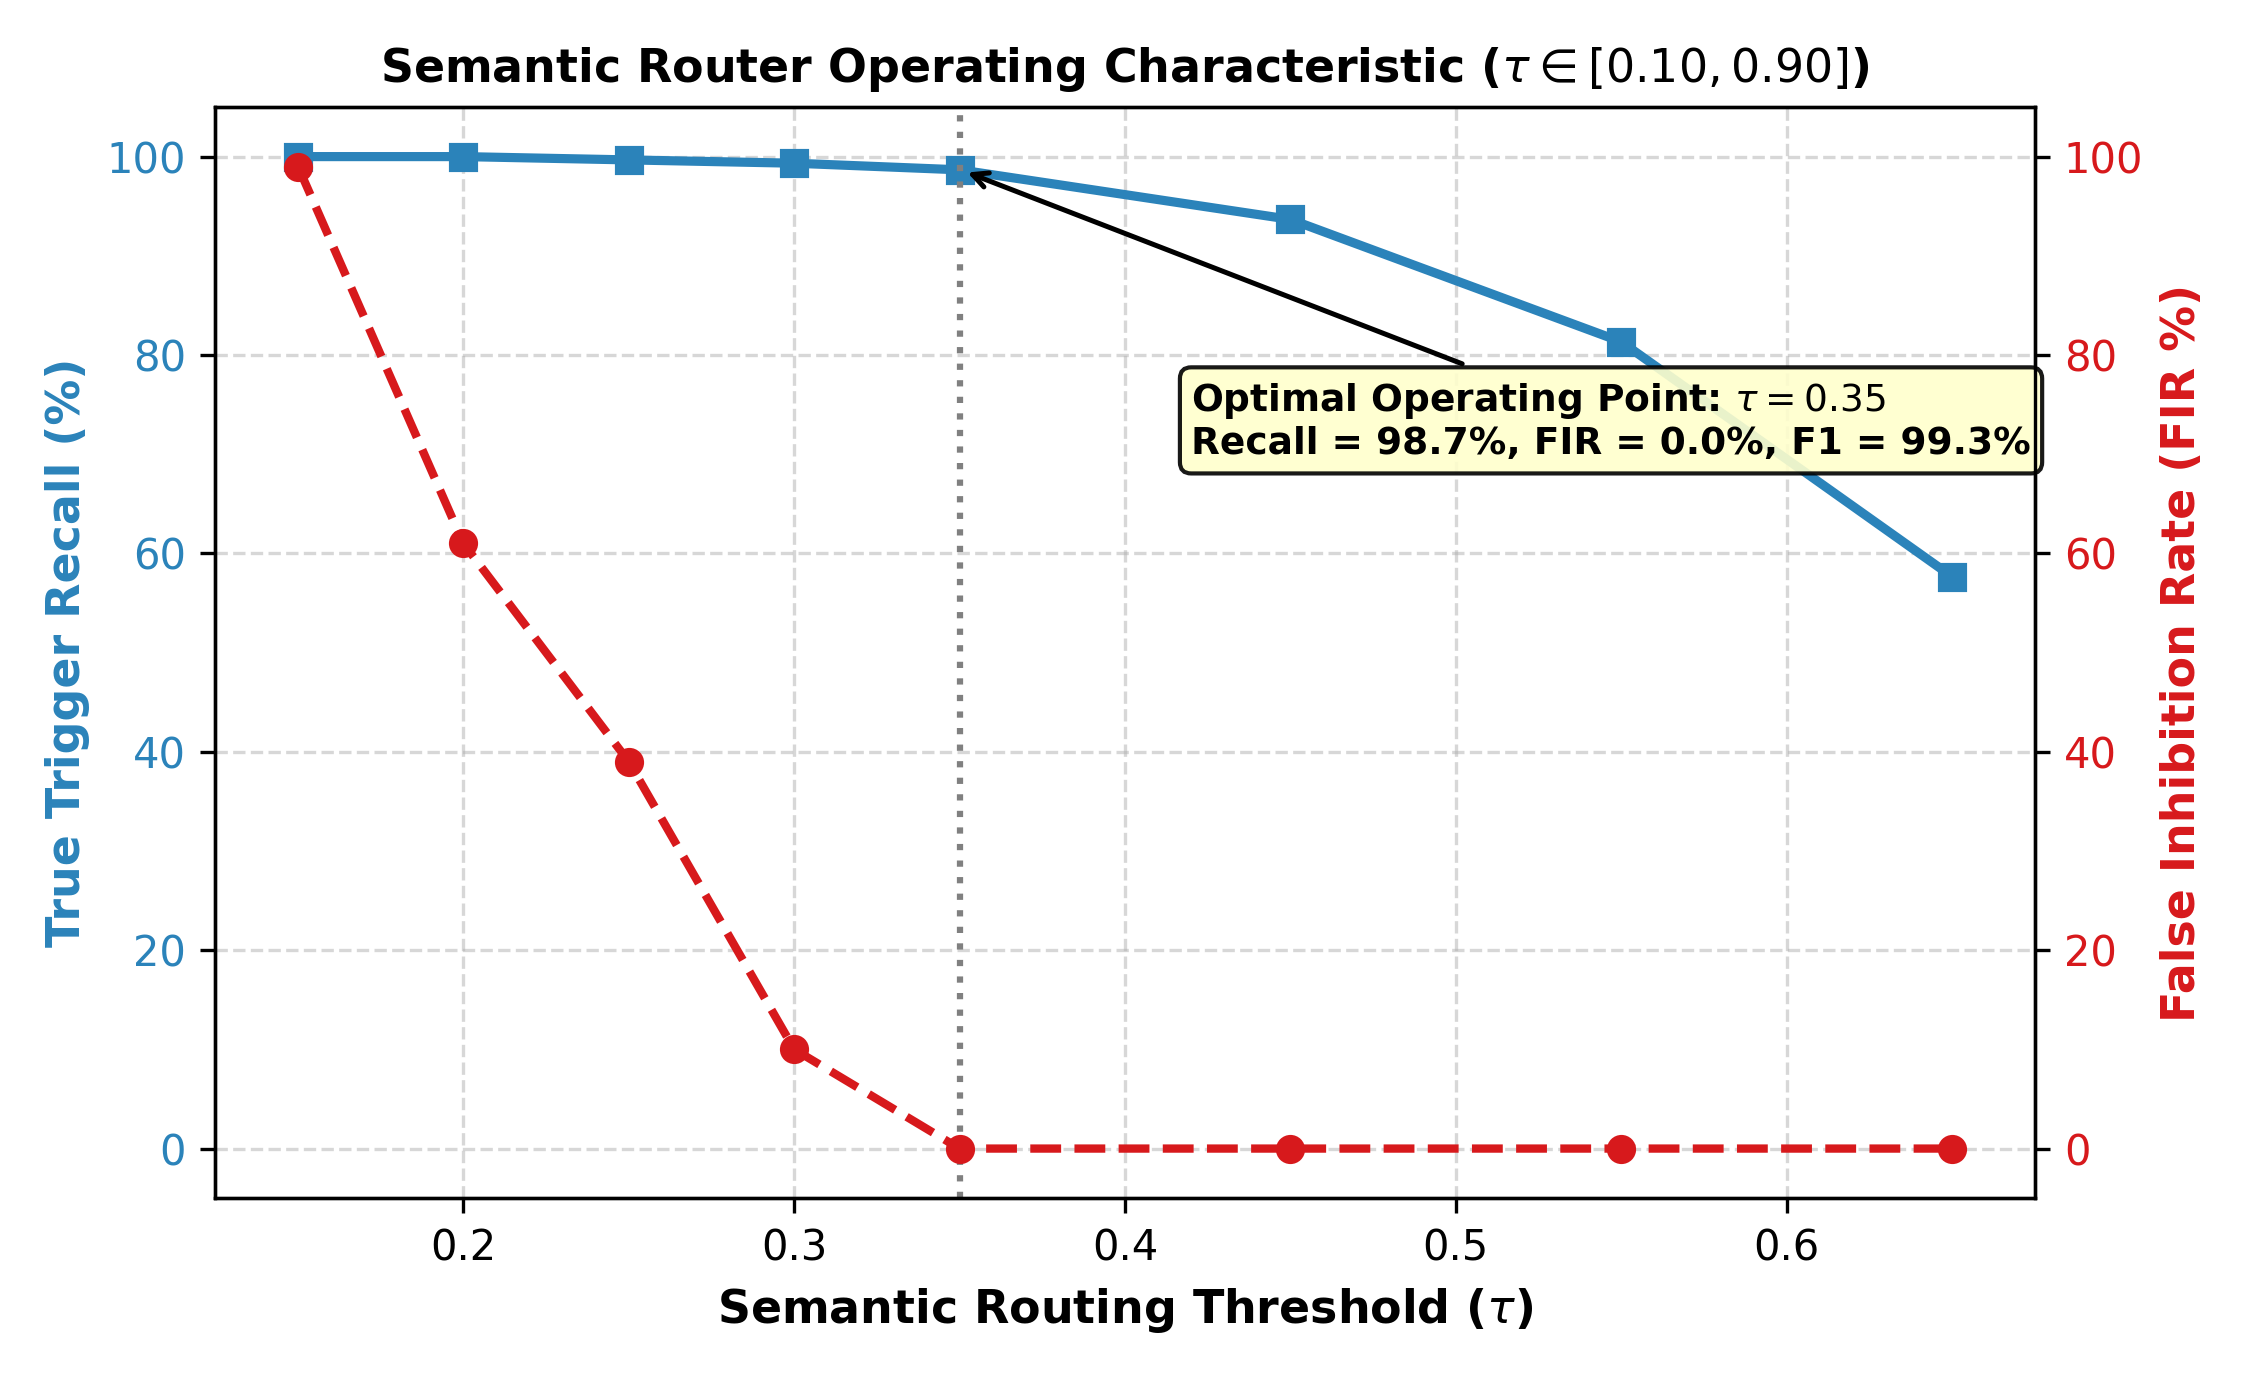 Semantic Router Operating Characteristic (τ ∈ [0.10, 0.90])
True Trigger Recall (%)
100
80
60
40
20
0
Optimal Operating Point: τ = 0.35
Recall = 98.7%, FIR = 0.0%, F1 = 99.3%
100
80
60
40
20
0
False Inhibition Rate (FIR %)
0.2 0.3 0.4 0.5 0.6
Semantic Routing Threshold (τ)